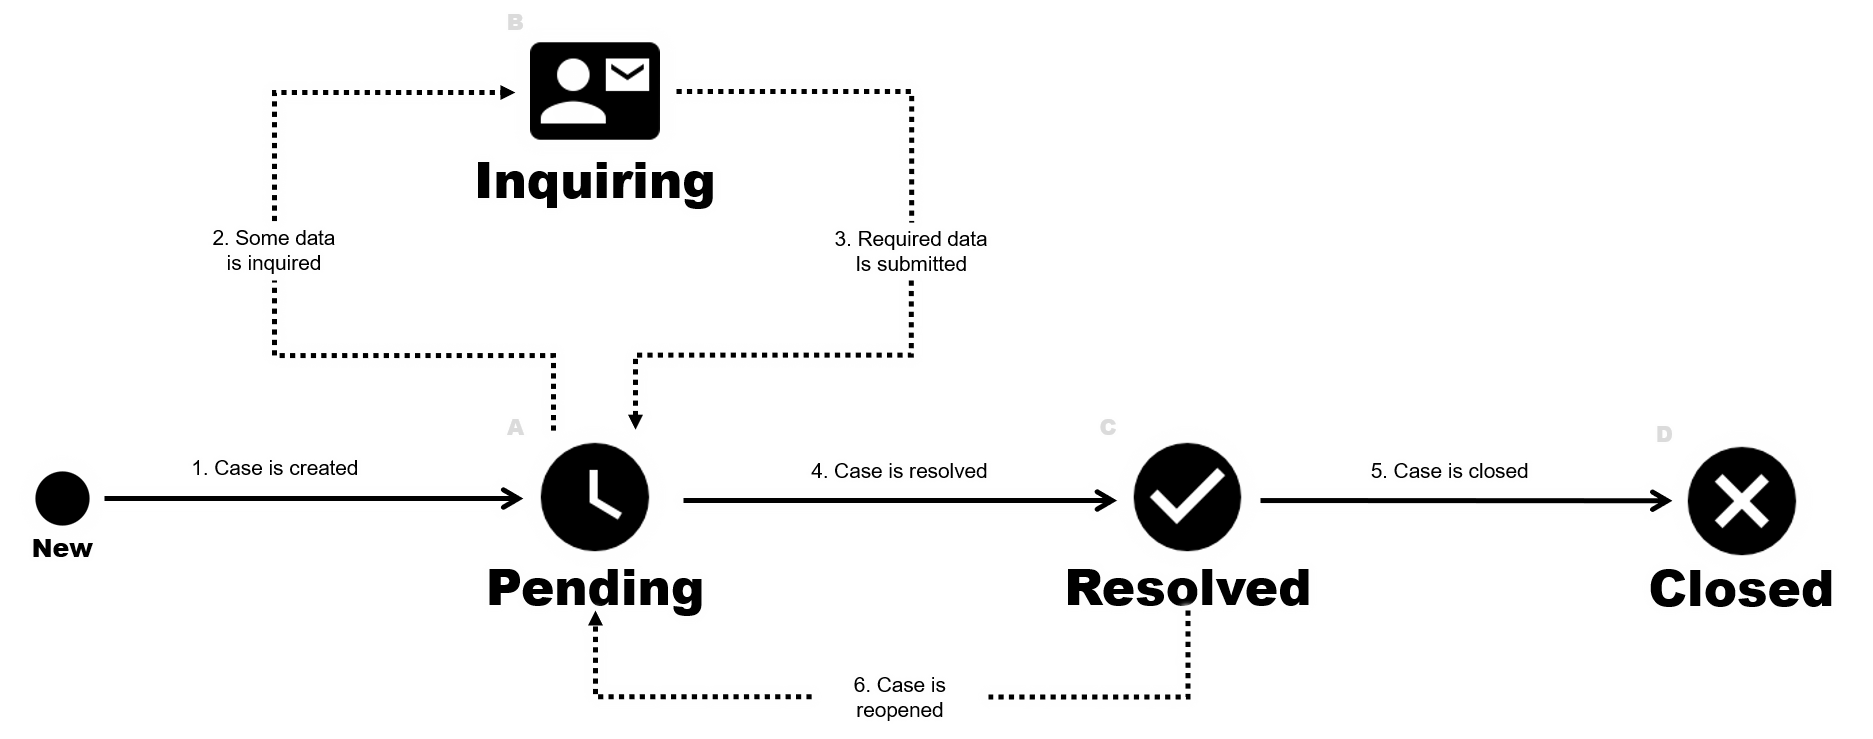 B
Inquiring
2. Some data
is inquired
3. Required data
Is submitted
A
C
D
1. Case is created
4. Case is resolved
5. Case is closed
New
Pending
Resolved
Closed
6. Case is
reopened